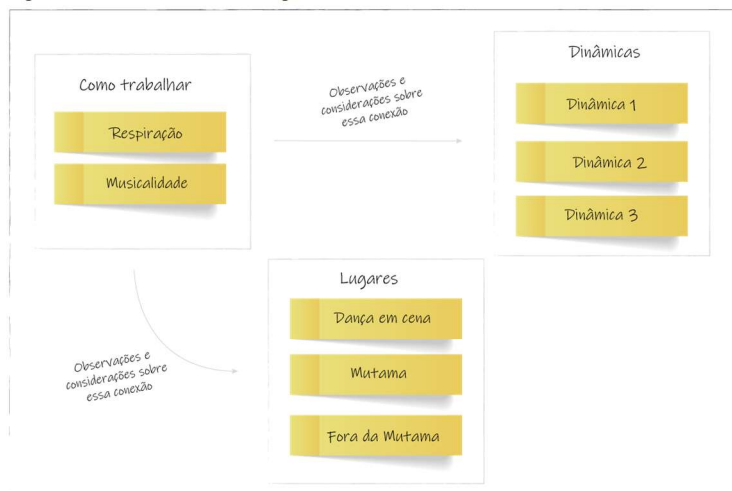 Como trabalhar
Respiração
Musicalidade
Observações e
considerações sobre
essa conexão
Dinâmicas
Dinâmica 1
Dinâmica 2
Dinâmica 3
Observações e
considerações sobre
essa conexão
Lugares
Dança em cena
Mutama
Fora da Mutama